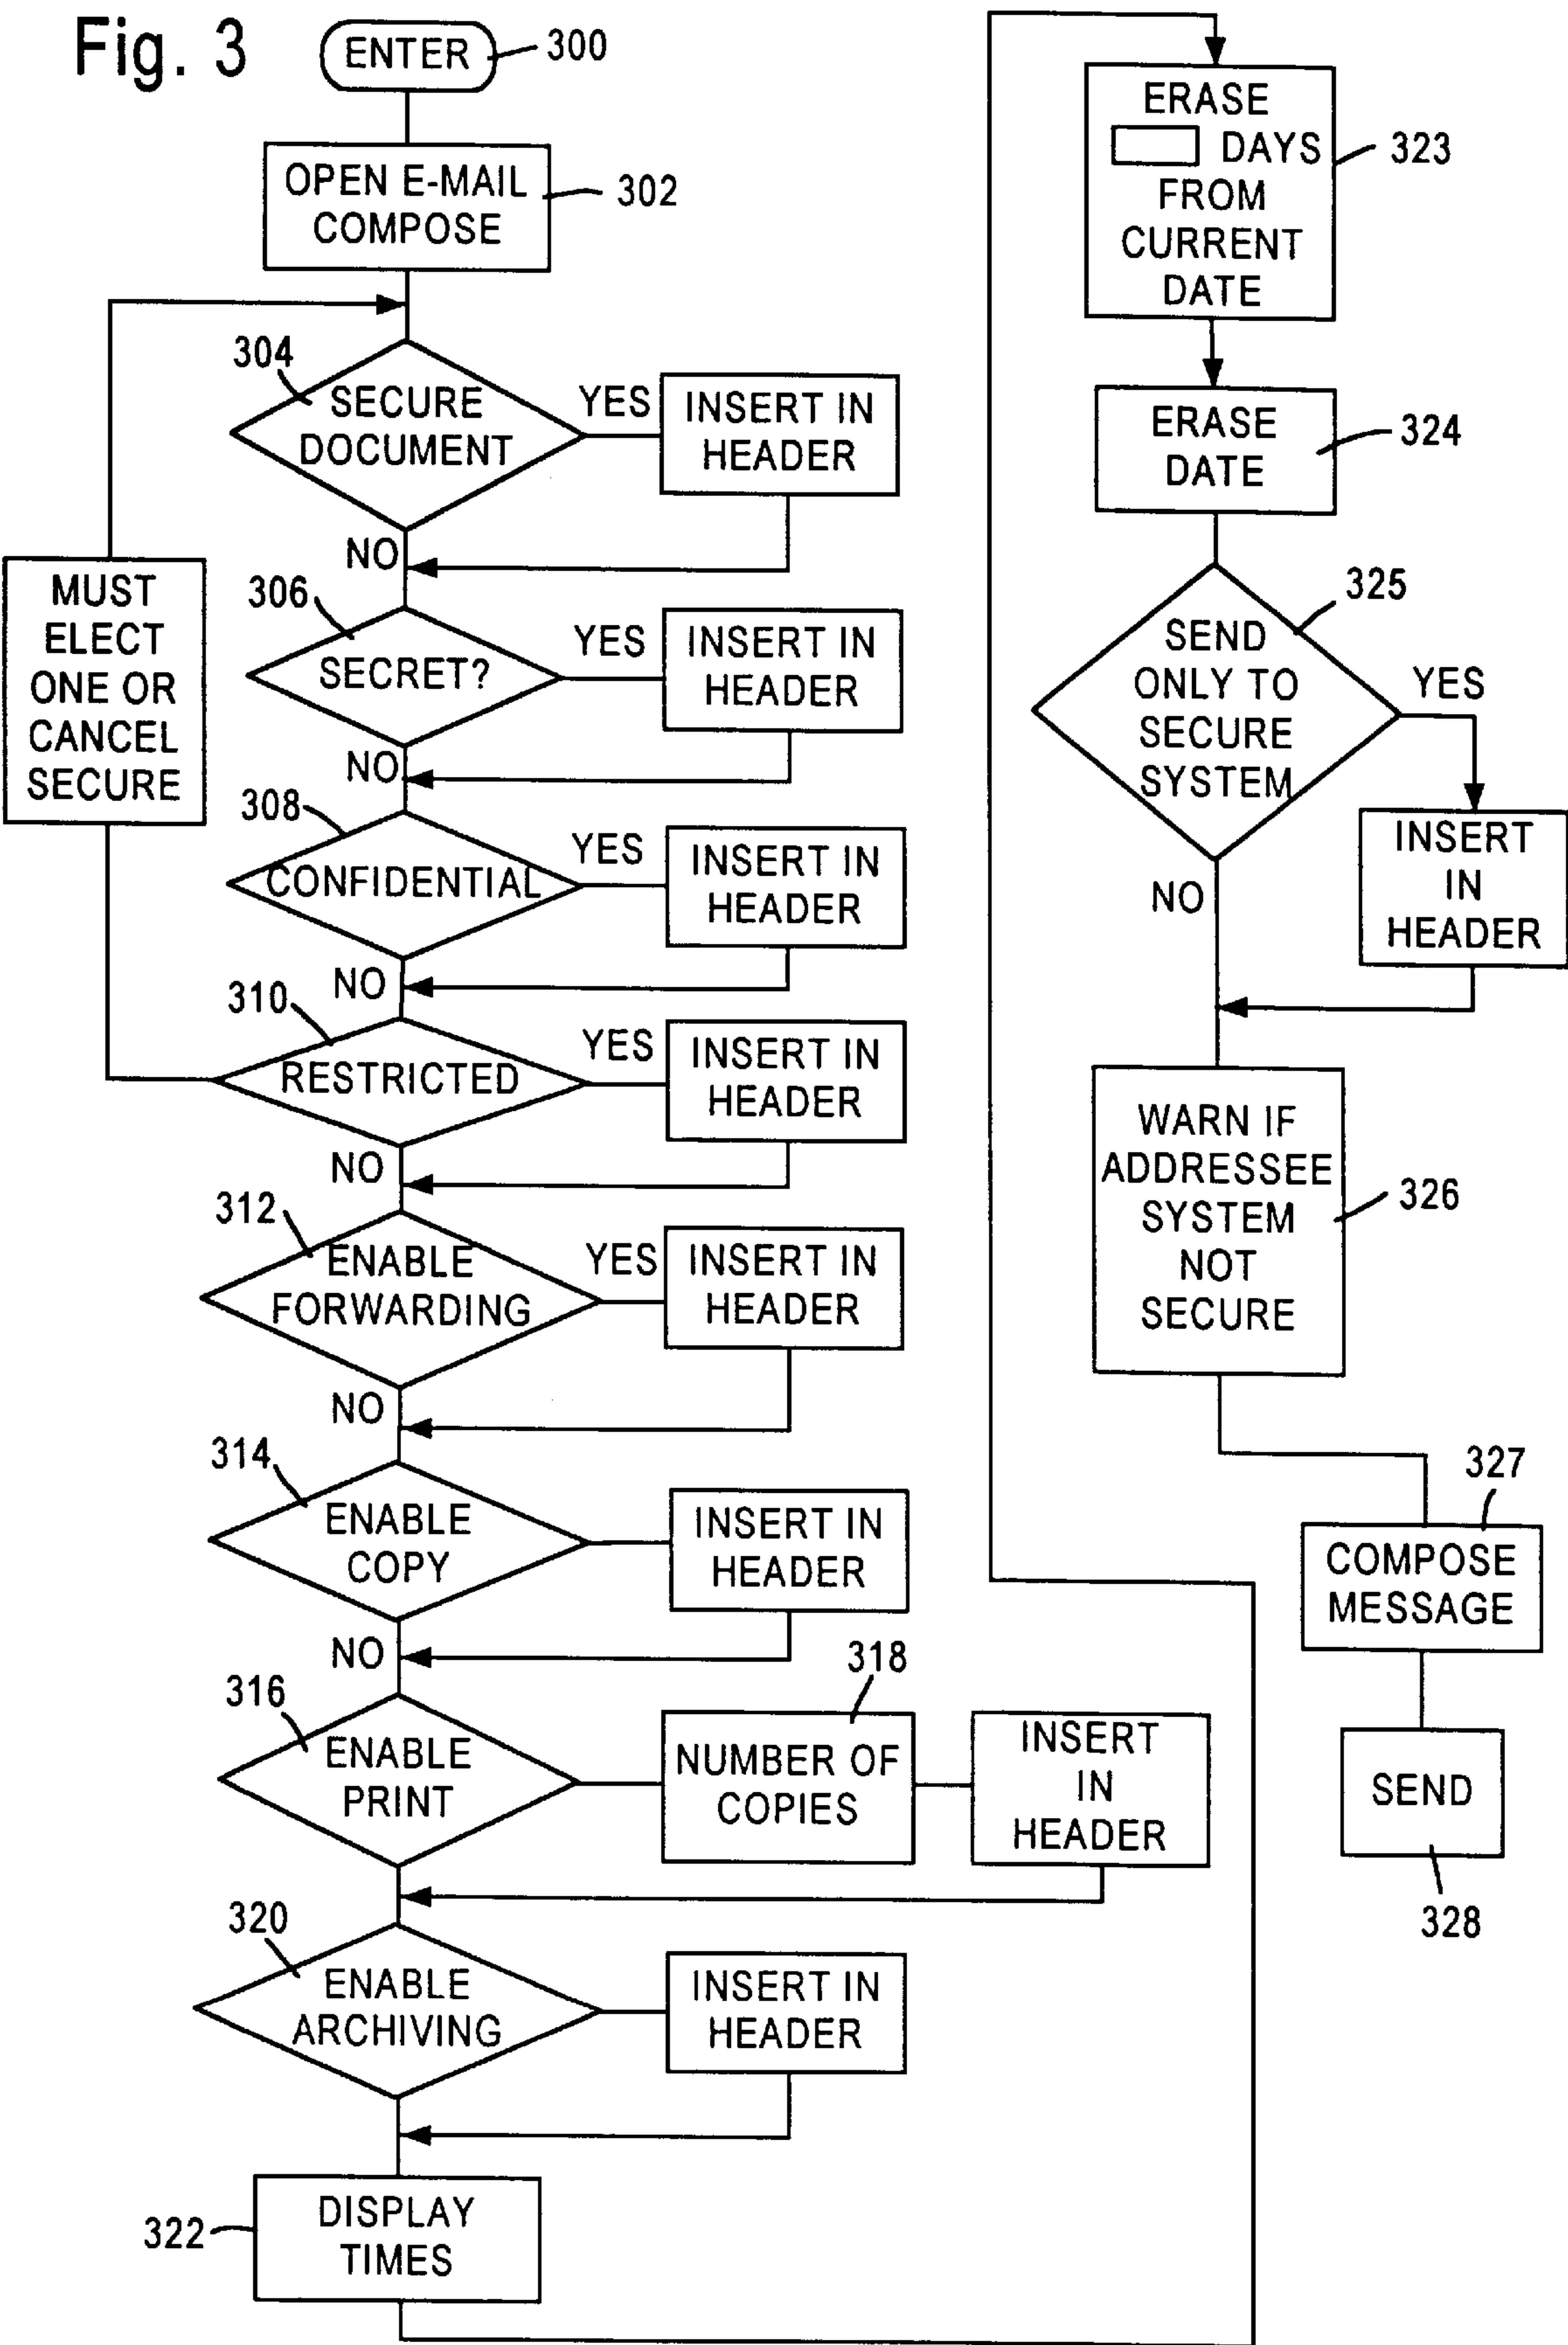 Fig. 3
ENTER
300
OPEN E-MAIL
COMPOSE
302
304
SECURE
DOCUMENT
YES
INSERT IN
HEADER
NO
MUST
ELECT
ONE OR
CANCEL
SECURE
306
SECRET?
YES
INSERT IN
HEADER
NO
308
CONFIDENTIAL
YES
INSERT IN
HEADER
NO
310
RESTRICTED
YES
INSERT IN
HEADER
NO
312
ENABLE
FORWARDING
YES
INSERT IN
HEADER
NO
314
ENABLE
COPY
INSERT IN
HEADER
NO
316
ENABLE
PRINT
318
NUMBER OF
COPIES
INSERT
IN
HEADER
320
ENABLE
ARCHIVING
INSERT IN
HEADER
322
DISPLAY
TIMES
ERASE
DAYS
FROM
CURRENT
DATE
323
ERASE
DATE
324
325
SEND
ONLY TO
SECURE
SYSTEM
YES
INSERT
IN
HEADER
NO
WARN IF
ADDRESSEE
SYSTEM
NOT
SECURE
326
327
COMPOSE
MESSAGE
SEND
328